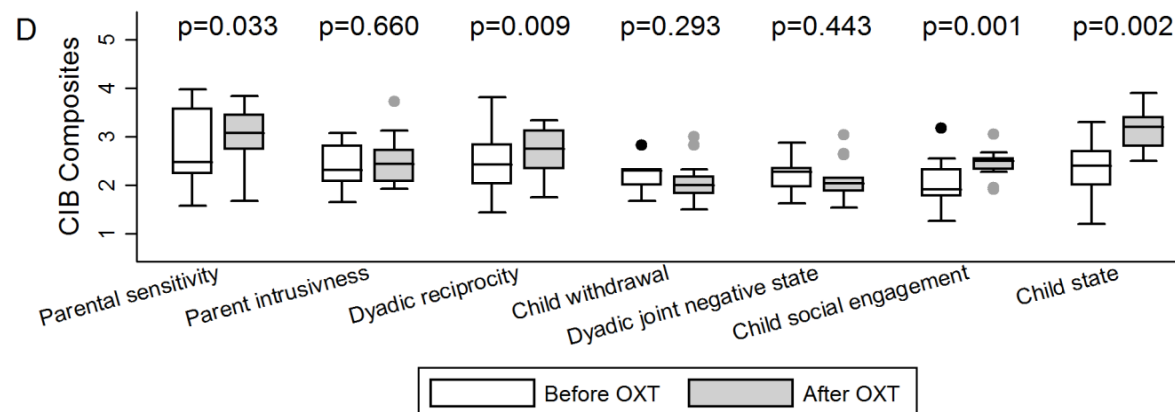 D
p=0.033 p=0.660 p=0.009 p=0.293 p=0.443 p=0.001 p=0.002
CIB Composites
5
4
3
2
1
Parental sensitivity
Parent intrusivness
Dyadic reciprocity
Child withdrawal
Dyadic joint negative state
Child social engagement
Child state
Before OXT After OXT